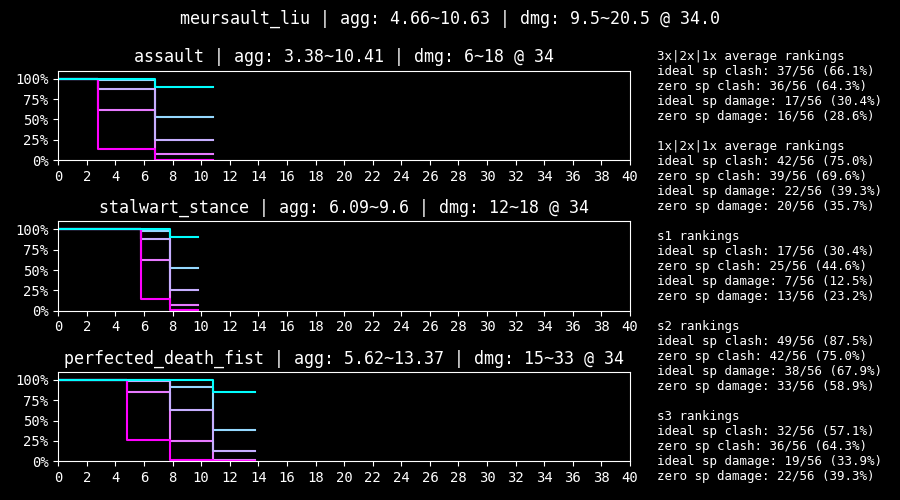 meursault_liu | agg: 4.66~10.63 | dmg: 9.5~20.5 @ 34.0
assault | agg: 3.38~10.41 | dmg: 6~18 @ 34
100%
75%
50%
25%
0%
0 2 4 6 8 10 12 14 16 18 20 22 24 26 28 30 32 34 36 38 40
stalwart_stance | agg: 6.09~9.6 | dmg: 12~18 @ 34
100%
75%
50%
25%
0%
0 2 4 6 8 10 12 14 16 18 20 22 24 26 28 30 32 34 36 38 40
perfected_death_fist | agg: 5.62~13.37 | dmg: 15~33 @ 34
100%
75%
50%
25%
0%
0 2 4 6 8 10 12 14 16 18 20 22 24 26 28 30 32 34 36 38 40
3x|2x|1x average rankings
ideal sp clash: 37/56 (66.1%)
zero sp clash: 36/56 (64.3%)
ideal sp damage: 17/56 (30.4%)
zero sp damage: 16/56 (28.6%)
1x|2x|1x average rankings
ideal sp clash: 42/56 (75.0%)
zero sp clash: 39/56 (69.6%)
ideal sp damage: 22/56 (39.3%)
zero sp damage: 20/56 (35.7%)
s1 rankings
ideal sp clash: 17/56 (30.4%)
zero sp clash: 25/56 (44.6%)
ideal sp damage: 7/56 (12.5%)
zero sp damage: 13/56 (23.2%)
s2 rankings
ideal sp clash: 49/56 (87.5%)
zero sp clash: 42/56 (75.0%)
ideal sp damage: 38/56 (67.9%)
zero sp damage: 33/56 (58.9%)
s3 rankings
ideal sp clash: 32/56 (57.1%)
zero sp clash: 36/56 (64.3%)
ideal sp damage: 19/56 (33.9%)
zero sp damage: 22/56 (39.3%)